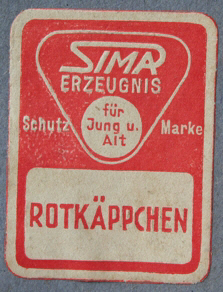 SIMA
ERZEUGNIS
für
Schutz Jung u. Marke
Alt
ROTKÄPPCHEN